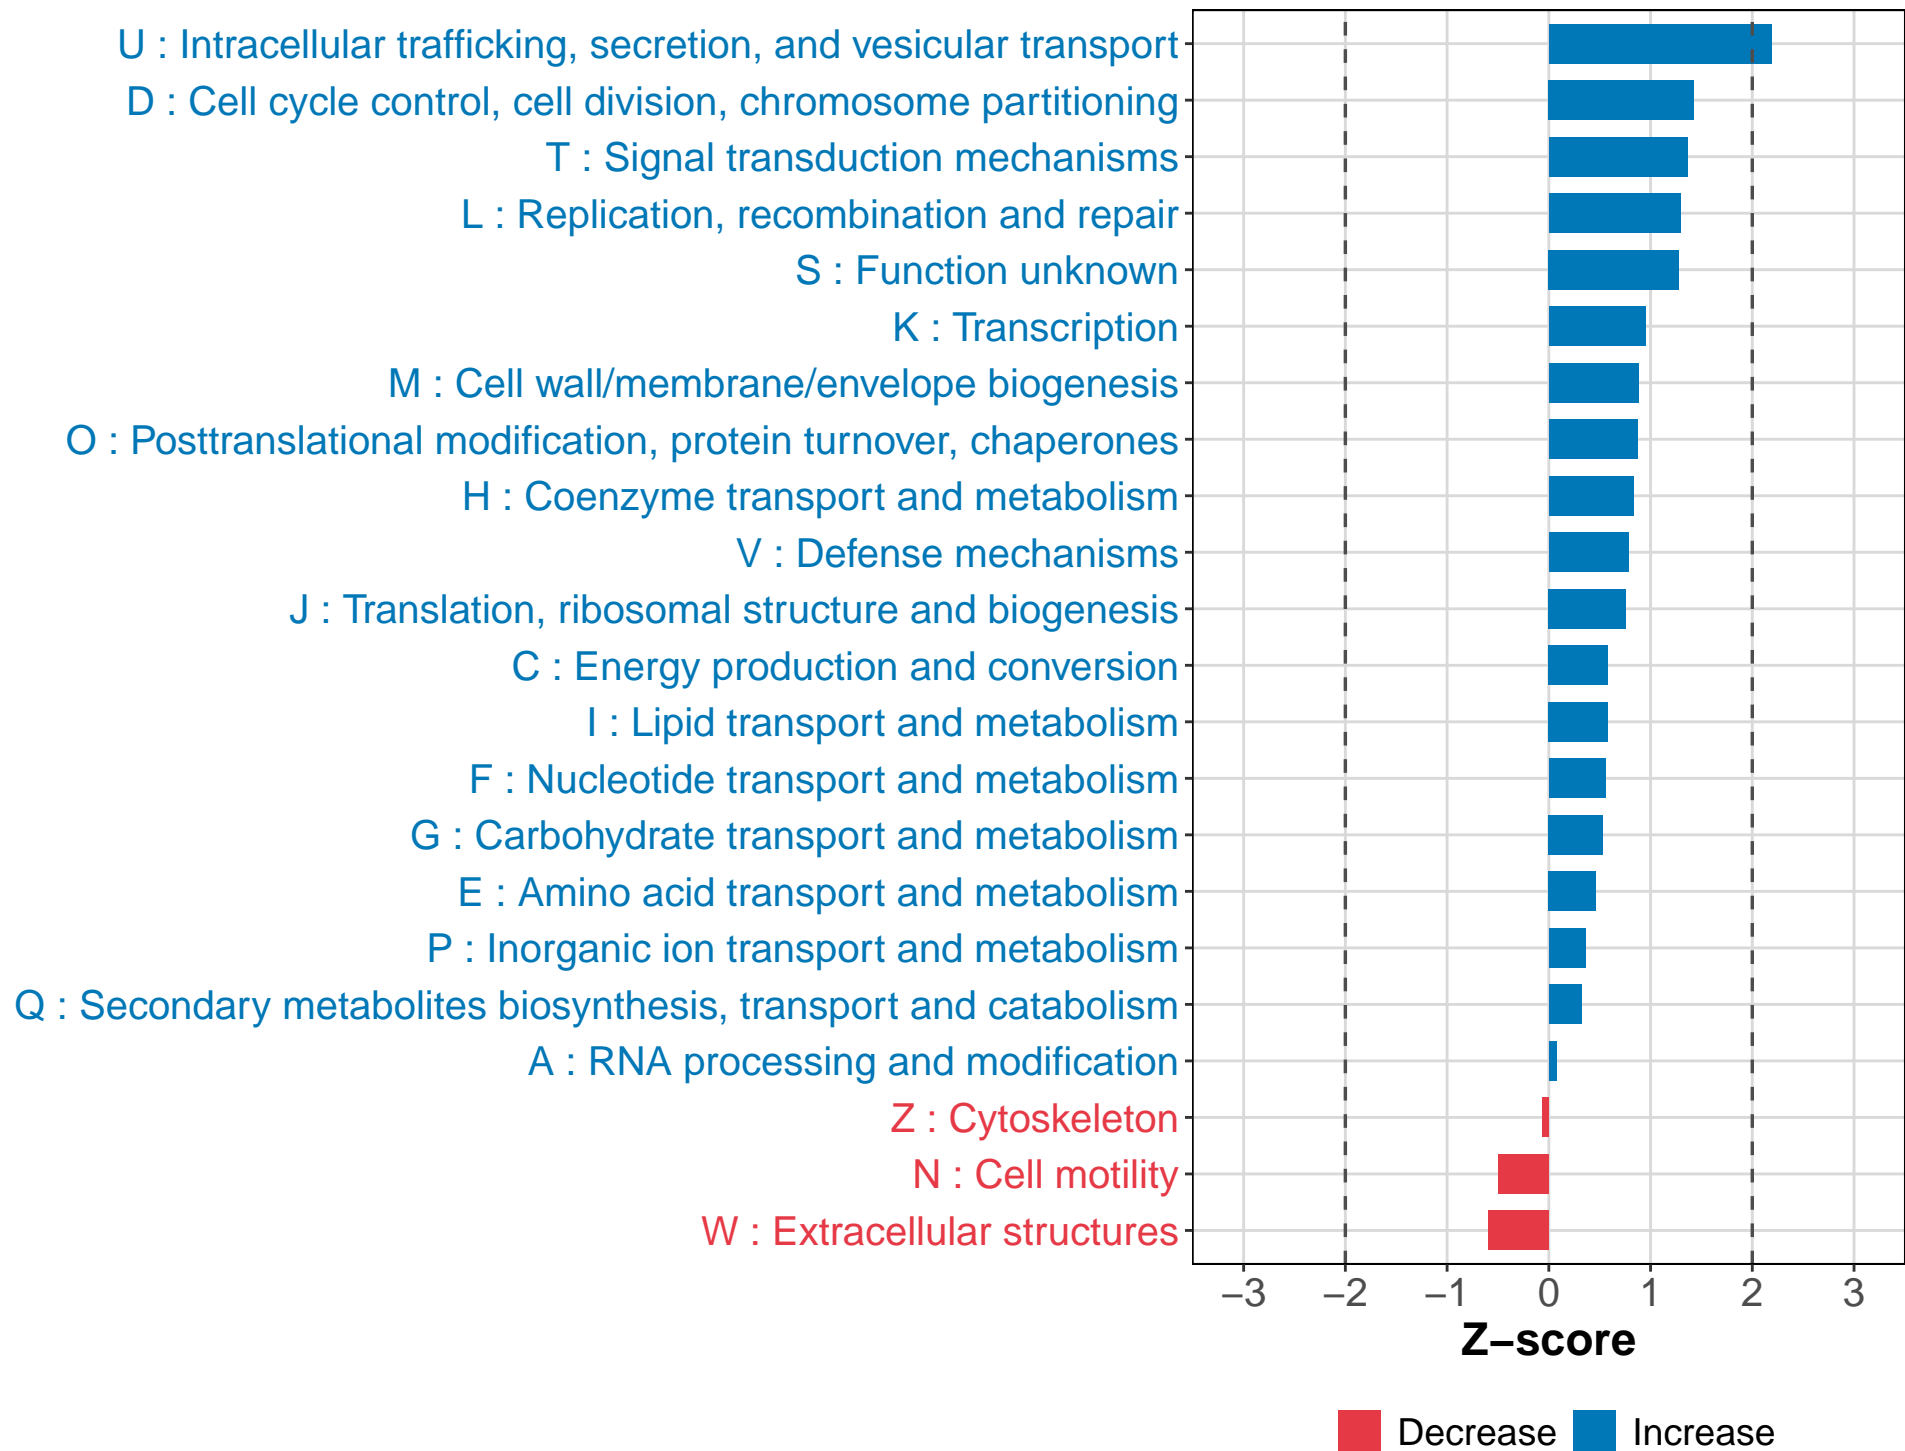 U : Intracellular trafficking, secretion, and vesicular transport
D : Cell cycle control, cell division, chromosome partitioning
T : Signal transduction mechanisms
L : Replication, recombination and repair
S : Function unknown
K : Transcription
M : Cell wall/membrane/envelope biogenesis
O : Posttranslational modification, protein turnover, chaperones
H : Coenzyme transport and metabolism
V : Defense mechanisms
J : Translation, ribosomal structure and biogenesis
C : Energy production and conversion
I : Lipid transport and metabolism
F : Nucleotide transport and metabolism
G : Carbohydrate transport and metabolism
E : Amino acid transport and metabolism
P : Inorganic ion transport and metabolism
Q : Secondary metabolites biosynthesis, transport and catabolism
A : RNA processing and modification
Z : Cytoskeleton
N : Cell motility
W : Extracellular structures
−3 −2 −1 0 1 2 3
Z−score
Decrease Increase